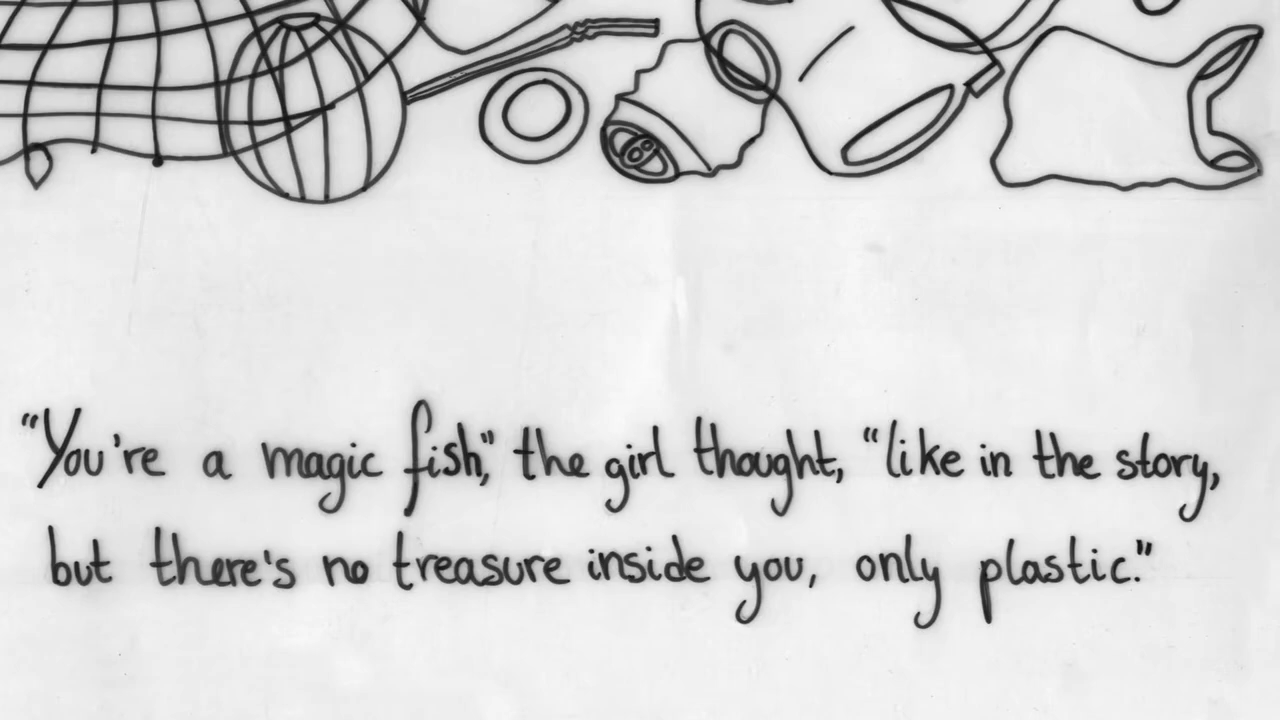 "You're a magic fish," the girl thought, "like in the story,
but there's no treasure inside you, only plastic."